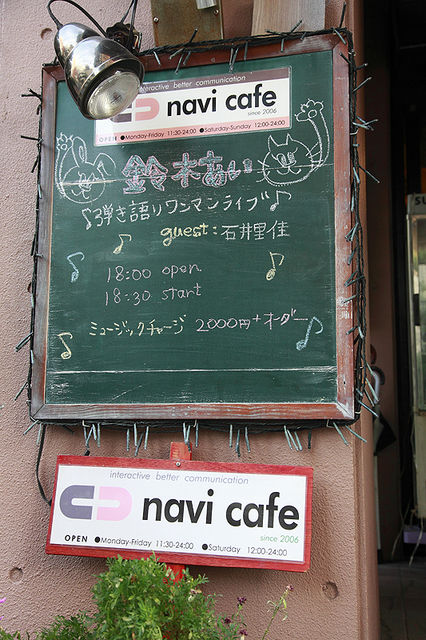 interactive better communication
navi cafe
since 2006
OPEN ●Monday-Friday 11:30-24:00 ●Saturday-Sunday 12:00-24:00
鈴木あい
弾き語りワンマンライブ
guest:石井里佳
18:00 open
18:30 start
ミュージックチャージ 2000円+オーダー
interactive better communication
navi cafe
since 2006
OPEN ●Monday-Friday 11:30-24:00 ●Saturday 12:00-24:00